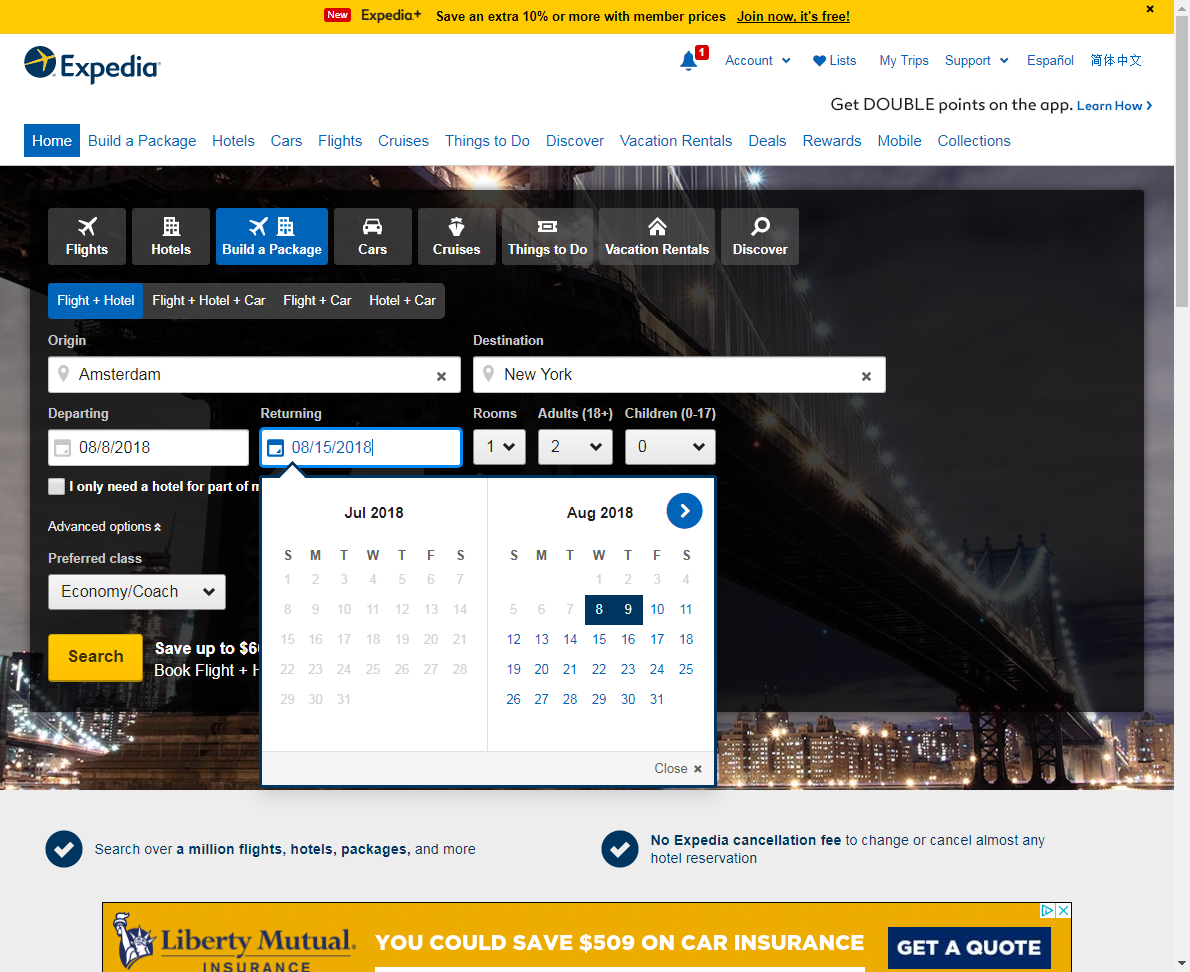 New Expedia+ Save an extra 10% or more with member prices Join now, it's free!
Expedia
1 Account Lists My Trips Support Español 简体中文
Get DOUBLE points on the app. Learn How
Home Build a Package Hotels Cars Flights Cruises Things to Do Discover Vacation Rentals Deals Rewards Mobile Collections
Flights Hotels Build a Package Cars Cruises Things to Do Vacation Rentals Discover
Flight + Hotel Flight + Hotel + Car Flight + Car Hotel + Car
Origin Destination
Amsterdam × New York ×
Departing Returning Rooms Adults (18+) Children (0-17)
08/8/2018 08/15/2018 1 2 0
I only need a hotel for part of m
Jul 2018 Aug 2018
Advanced options
Preferred class
S M T W T F S S M T W T F S
1 2 3 4 5 6 7 1 2 3 4
Economy/Coach
8 9 10 11 12 13 14 5 6 7 8 9 10 11
15 16 17 18 19 20 21 12 13 14 15 16 17 18
Search
Save up to $6
Book Flight + H
22 23 24 25 26 27 28 19 20 21 22 23 24 25
29 30 31 26 27 28 29 30 31
Close ×
Search over a million flights, hotels, packages, and more
No Expedia cancellation fee to change or cancel almost any
hotel reservation
Liberty Mutual.
INSURANCE
YOU COULD SAVE $509 ON CAR INSURANCE
GET A QUOTE